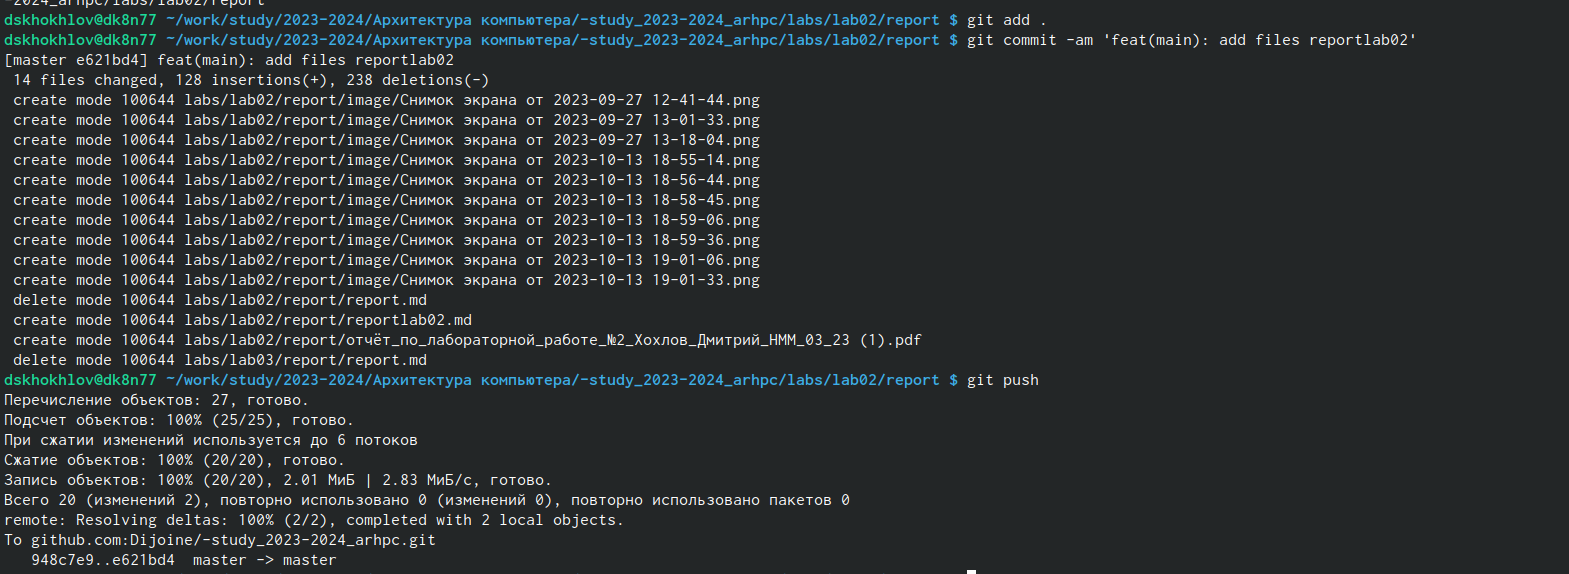 -2024_arhpc/labs/lab02/report
dskhokhlov@dk8n77 ~/work/study/2023-2024/Архитектура компьютера/-study_2023-2024_arhpc/labs/lab02/report $ git add .
dskhokhlov@dk8n77 ~/work/study/2023-2024/Архитектура компьютера/-study_2023-2024_arhpc/labs/lab02/report $ git commit -am 'feat(main): add files reportlab02'
[master e621bd4] feat(main): add files reportlab02
 14 files changed, 128 insertions(+), 238 deletions(-)
 create mode 100644 labs/lab02/report/image/Снимок экрана от 2023-09-27 12-41-44.png
 create mode 100644 labs/lab02/report/image/Снимок экрана от 2023-09-27 13-01-33.png
 create mode 100644 labs/lab02/report/image/Снимок экрана от 2023-09-27 13-18-04.png
 create mode 100644 labs/lab02/report/image/Снимок экрана от 2023-10-13 18-55-14.png
 create mode 100644 labs/lab02/report/image/Снимок экрана от 2023-10-13 18-56-44.png
 create mode 100644 labs/lab02/report/image/Снимок экрана от 2023-10-13 18-58-45.png
 create mode 100644 labs/lab02/report/image/Снимок экрана от 2023-10-13 18-59-06.png
 create mode 100644 labs/lab02/report/image/Снимок экрана от 2023-10-13 18-59-36.png
 create mode 100644 labs/lab02/report/image/Снимок экрана от 2023-10-13 19-01-06.png
 create mode 100644 labs/lab02/report/image/Снимок экрана от 2023-10-13 19-01-33.png
 delete mode 100644 labs/lab02/report/report.md
 create mode 100644 labs/lab02/report/reportlab02.md
 create mode 100644 labs/lab02/report/отчёт_по_лабораторной_работе_№2_Хохлов_Дмитрий_НММ_03_23 (1).pdf
 delete mode 100644 labs/lab03/report/report.md
dskhokhlov@dk8n77 ~/work/study/2023-2024/Архитектура компьютера/-study_2023-2024_arhpc/labs/lab02/report $ git push
Перечисление объектов: 27, готово.
Подсчет объектов: 100% (25/25), готово.
При сжатии изменений используется до 6 потоков
Сжатие объектов: 100% (20/20), готово.
Запись объектов: 100% (20/20), 2.01 МиБ | 2.83 МиБ/с, готово.
Всего 20 (изменений 2), повторно использовано 0 (изменений 0), повторно использовано пакетов 0
remote: Resolving deltas: 100% (2/2), completed with 2 local objects.
To github.com:Dijoine/-study_2023-2024_arhpc.git
   948c7e9..e621bd4  master -> master